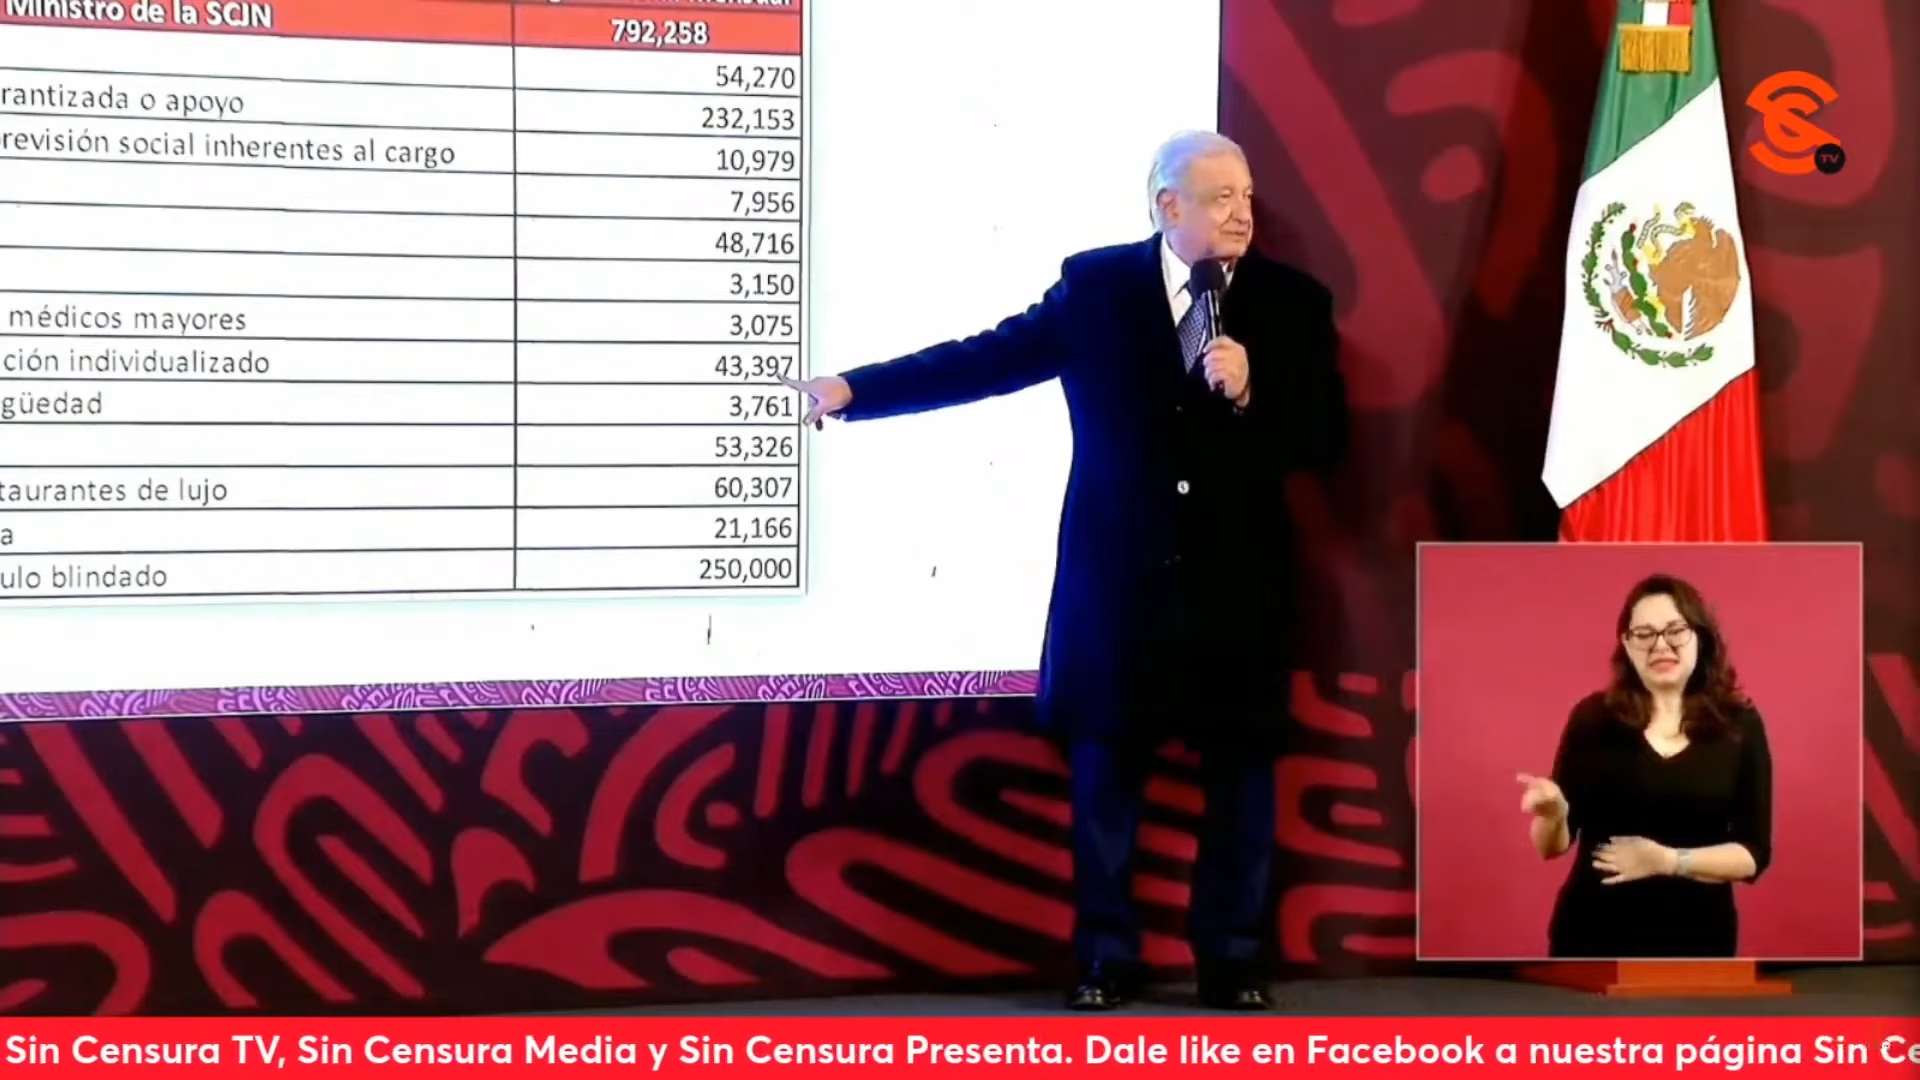 Ministro de la SCJN
792,258
54,270
rantizada o apoyo
232,153
revisión social inherentes al cargo
10,979
7,956
48,716
3,150
médicos mayores
3,075
ción individualizado
43,397
güedad
3,761
53,326
taurantes de lujo
60,307
a
21,166
ulo blindado
250,000
TV
Sin Censura TV, Sin Censura Media y Sin Censura Presenta. Dale like en Facebook a nuestra página Sin Ce